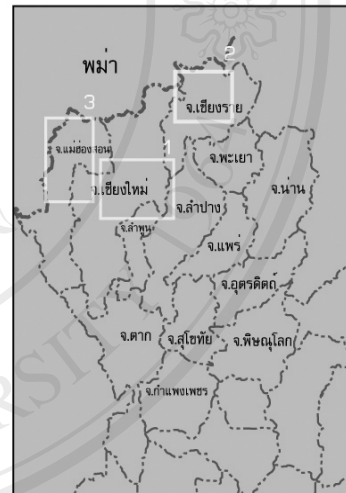 พม่า
2
3
จ.เชียงราย
จ.แม่ฮ่องสอน
1
จ.พะเยา
จ.เชียงใหม่
จ.น่าน
จ.ลำปาง
จ.ลำพูน
จ.แพร่
จ.อุตรดิตถ์
จ.ตาก
จ.สุโขทัย
จ.พิษณุโลก
จ.กำแพงเพชร